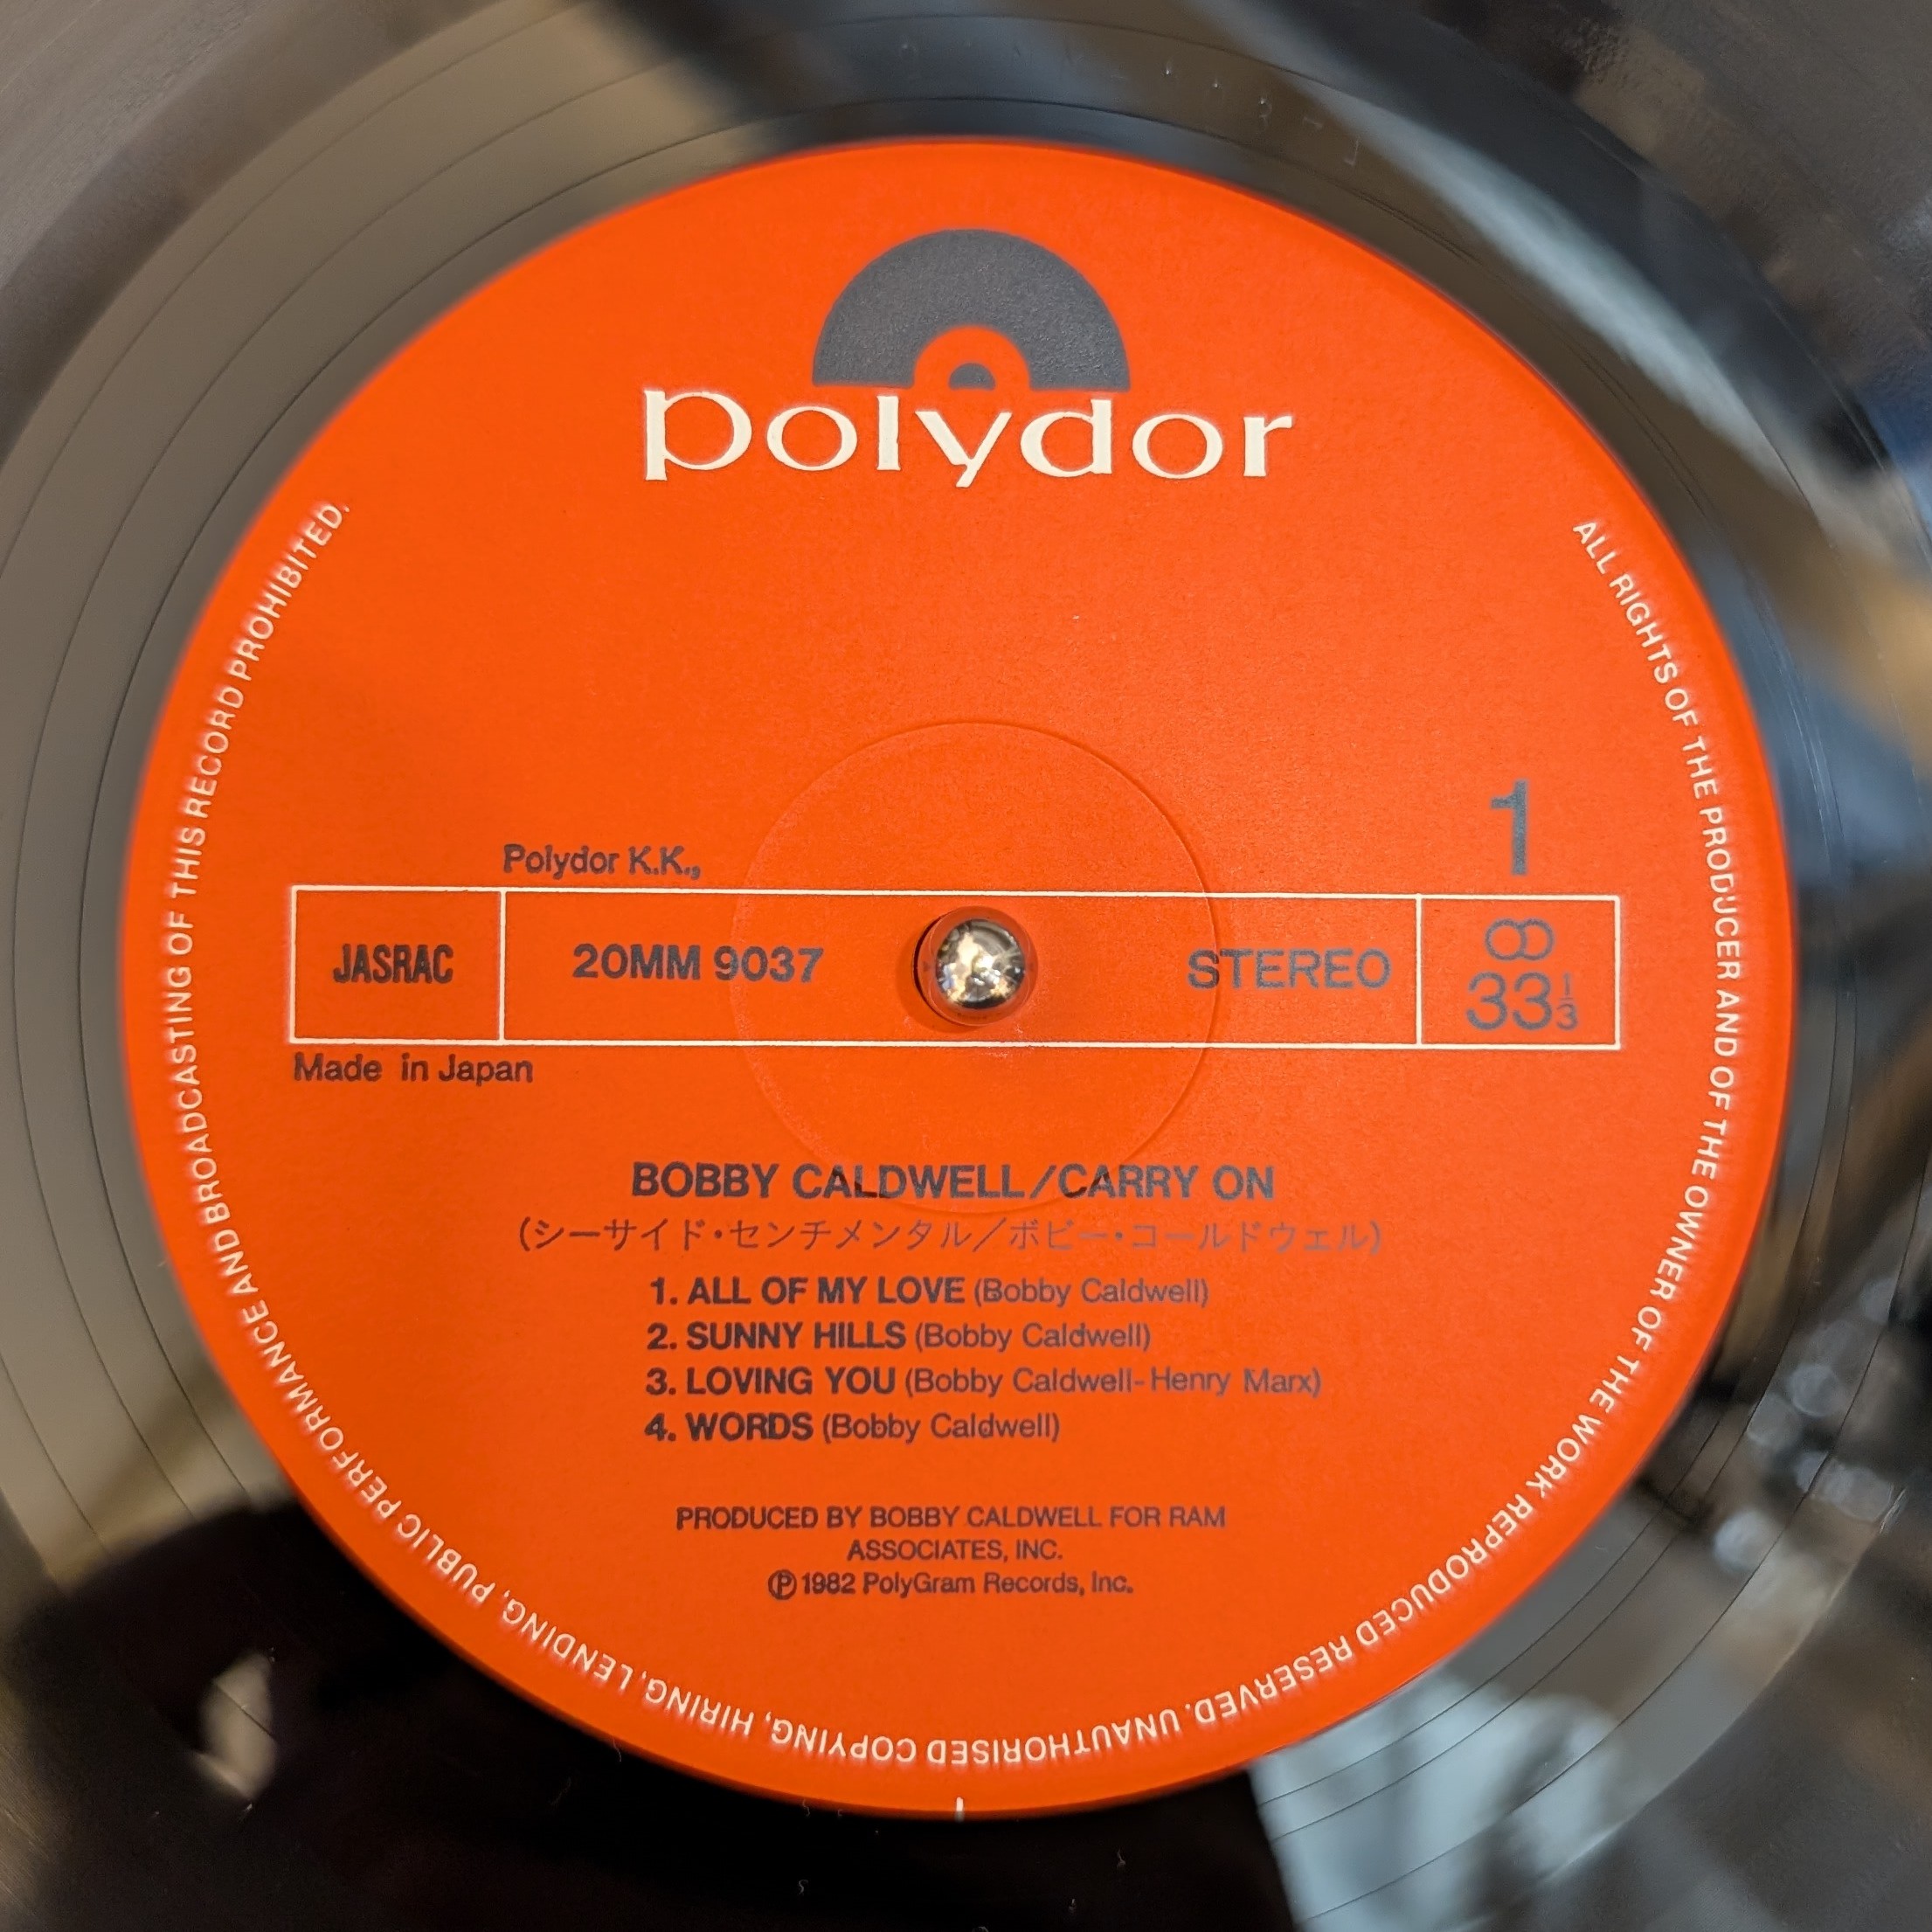 polydor
1
Polydor K.K.,
JASRAC 20MM 9037 STEREO ∞ 33 1/3
Made in Japan
BOBBY CALDWELL/CARRY ON
(シーサイド・センチメンタル/ボビー・コールドウェル)
1. ALL OF MY LOVE (Bobby Caldwell)
2. SUNNY HILLS (Bobby Caldwell)
3. LOVING YOU (Bobby Caldwell-Henry Marx)
4. WORDS (Bobby Caldwell)
PRODUCED BY BOBBY CALDWELL FOR RAM
ASSOCIATES, INC.
Ⓟ 1982 PolyGram Records, Inc.
ALL RIGHTS OF THE PRODUCER AND OF THE OWNER OF THE WORK REPRODUCED RESERVED. UNAUTHORISED COPYING, HIRING, LENDING, PUBLIC PERFORMANCE AND BROADCASTING OF THIS RECORD PROHIBITED.